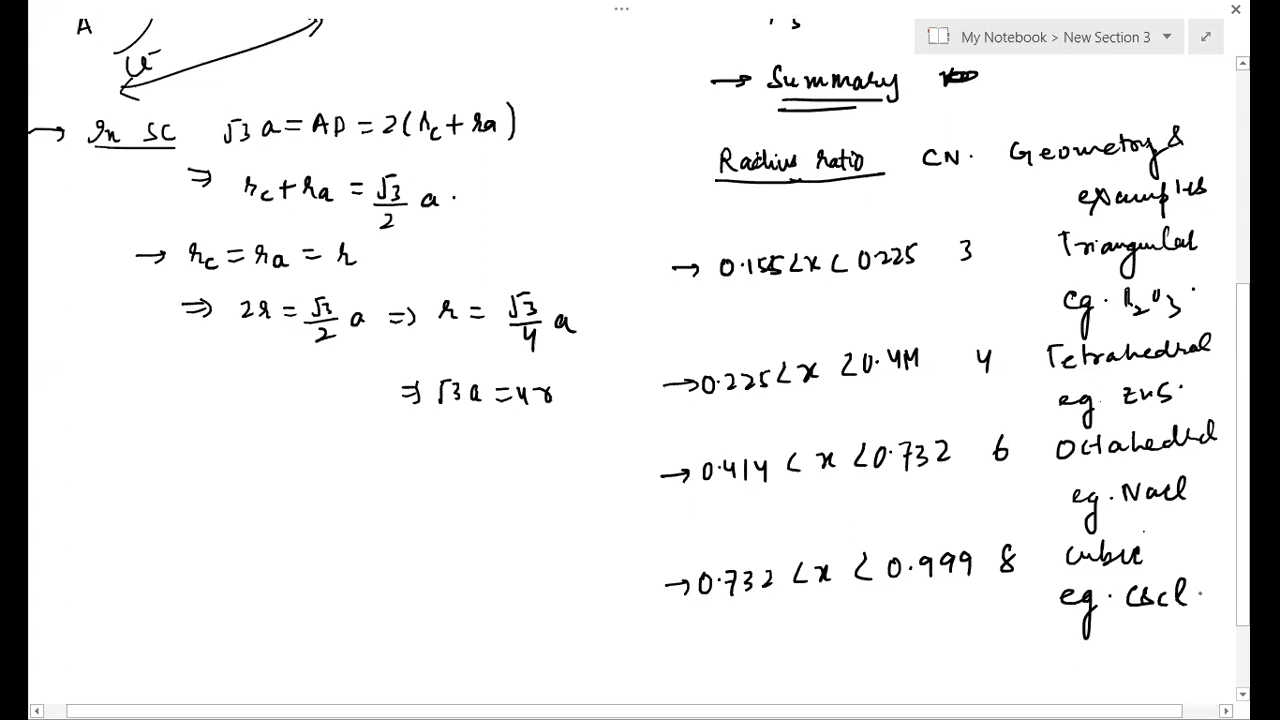 A
Cl⁻
My Notebook > New Section 3
→ In SC √3 a = AD = 2(rc + ra)
⇒ rc + ra = √3/2 a.
→ rc = ra = r
⇒ 2r = √3/2 a ⇒ r = √3/4 a
⇒ √3a = 4r
→ Summary
Radius ratio CN. Geometry & examples
→ 0.155 < x < 0.225 3 Triangular
eg. B2O3.
→ 0.225 < x < 0.414 4 Tetrahedral
eg. ZnS.
→ 0.414 < x < 0.732 6 Octahedral
eg. NaCl
→ 0.732 < x < 0.999 8 Cubic
eg. CsCl.